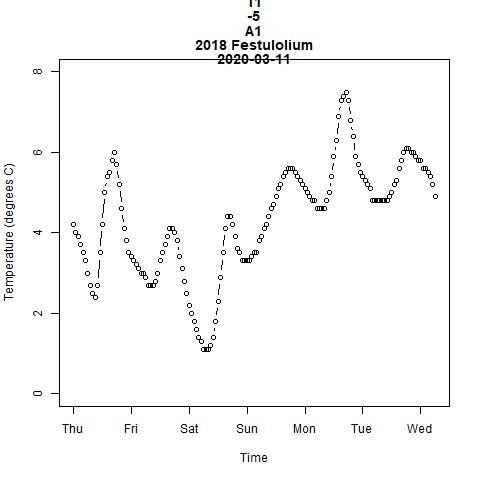 -5
A1
2018 Festulolium
2020-03-11
Temperature (degrees C)
8
6
4
2
0
Thu Fri Sat Sun Mon Tue Wed
Time